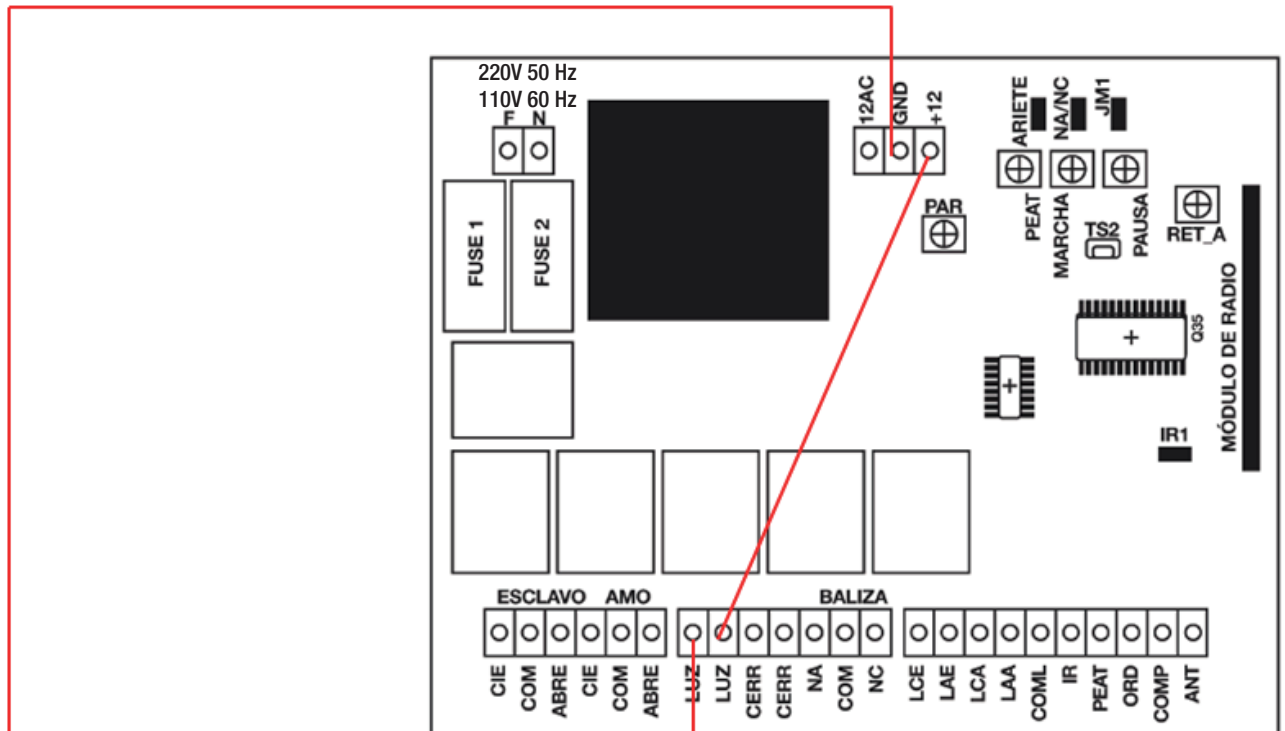 220V 50 Hz
110V 60 Hz
F N
12AC
GND
+12
ARIETE
NA/NC
JM1
FUSE 1
FUSE 2
PAR
PEAT
MARCHA
TS2
PAUSA
RET_A
Q35
MÓDULO DE RADIO
IR1
ESCLAVO AMO
BALIZA
CIE
COM
ABRE
CIE
COM
ABRE
LUZ
LUZ
CERR
CERR
NA
COM
NC
LCE
LAE
LCA
LAA
COML
IR
PEAT
ORD
COMP
ANT